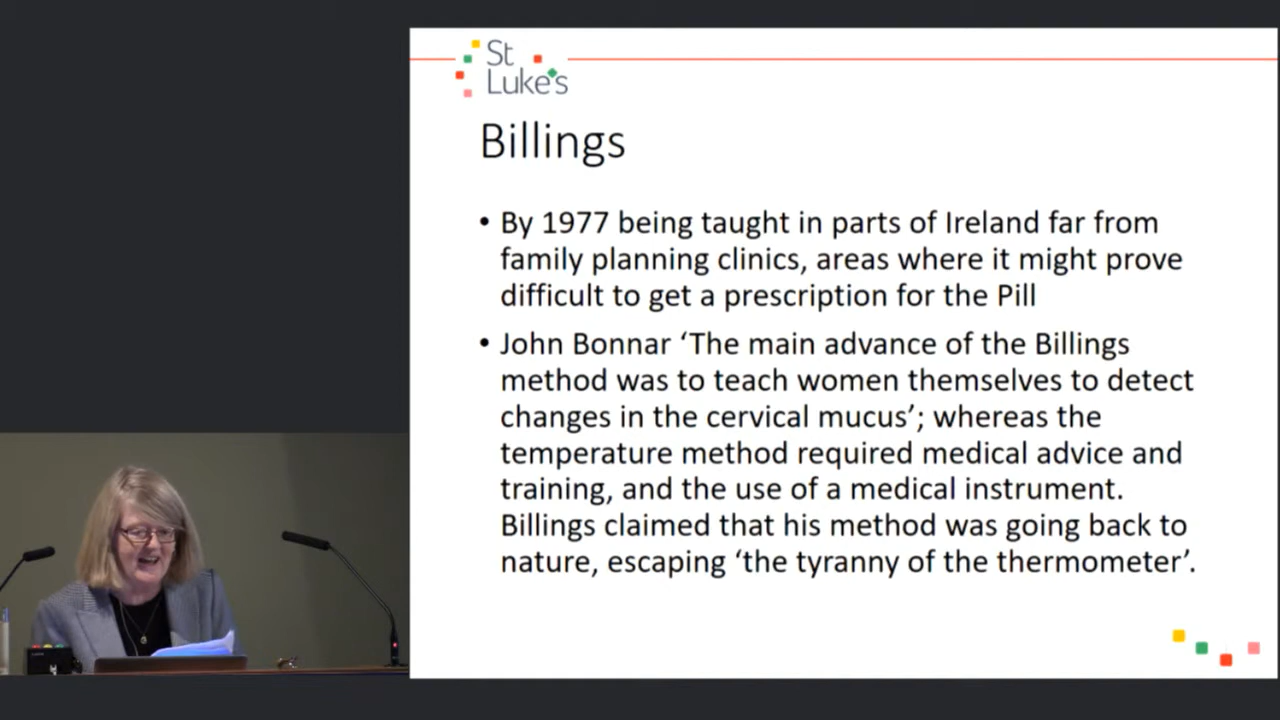 St
Luke's
Billings
• By 1977 being taught in parts of Ireland far from
family planning clinics, areas where it might prove
difficult to get a prescription for the Pill
• John Bonnar ‘The main advance of the Billings
method was to teach women themselves to detect
changes in the cervical mucus’; whereas the
temperature method required medical advice and
training, and the use of a medical instrument.
Billings claimed that his method was going back to
nature, escaping ‘the tyranny of the thermometer’.